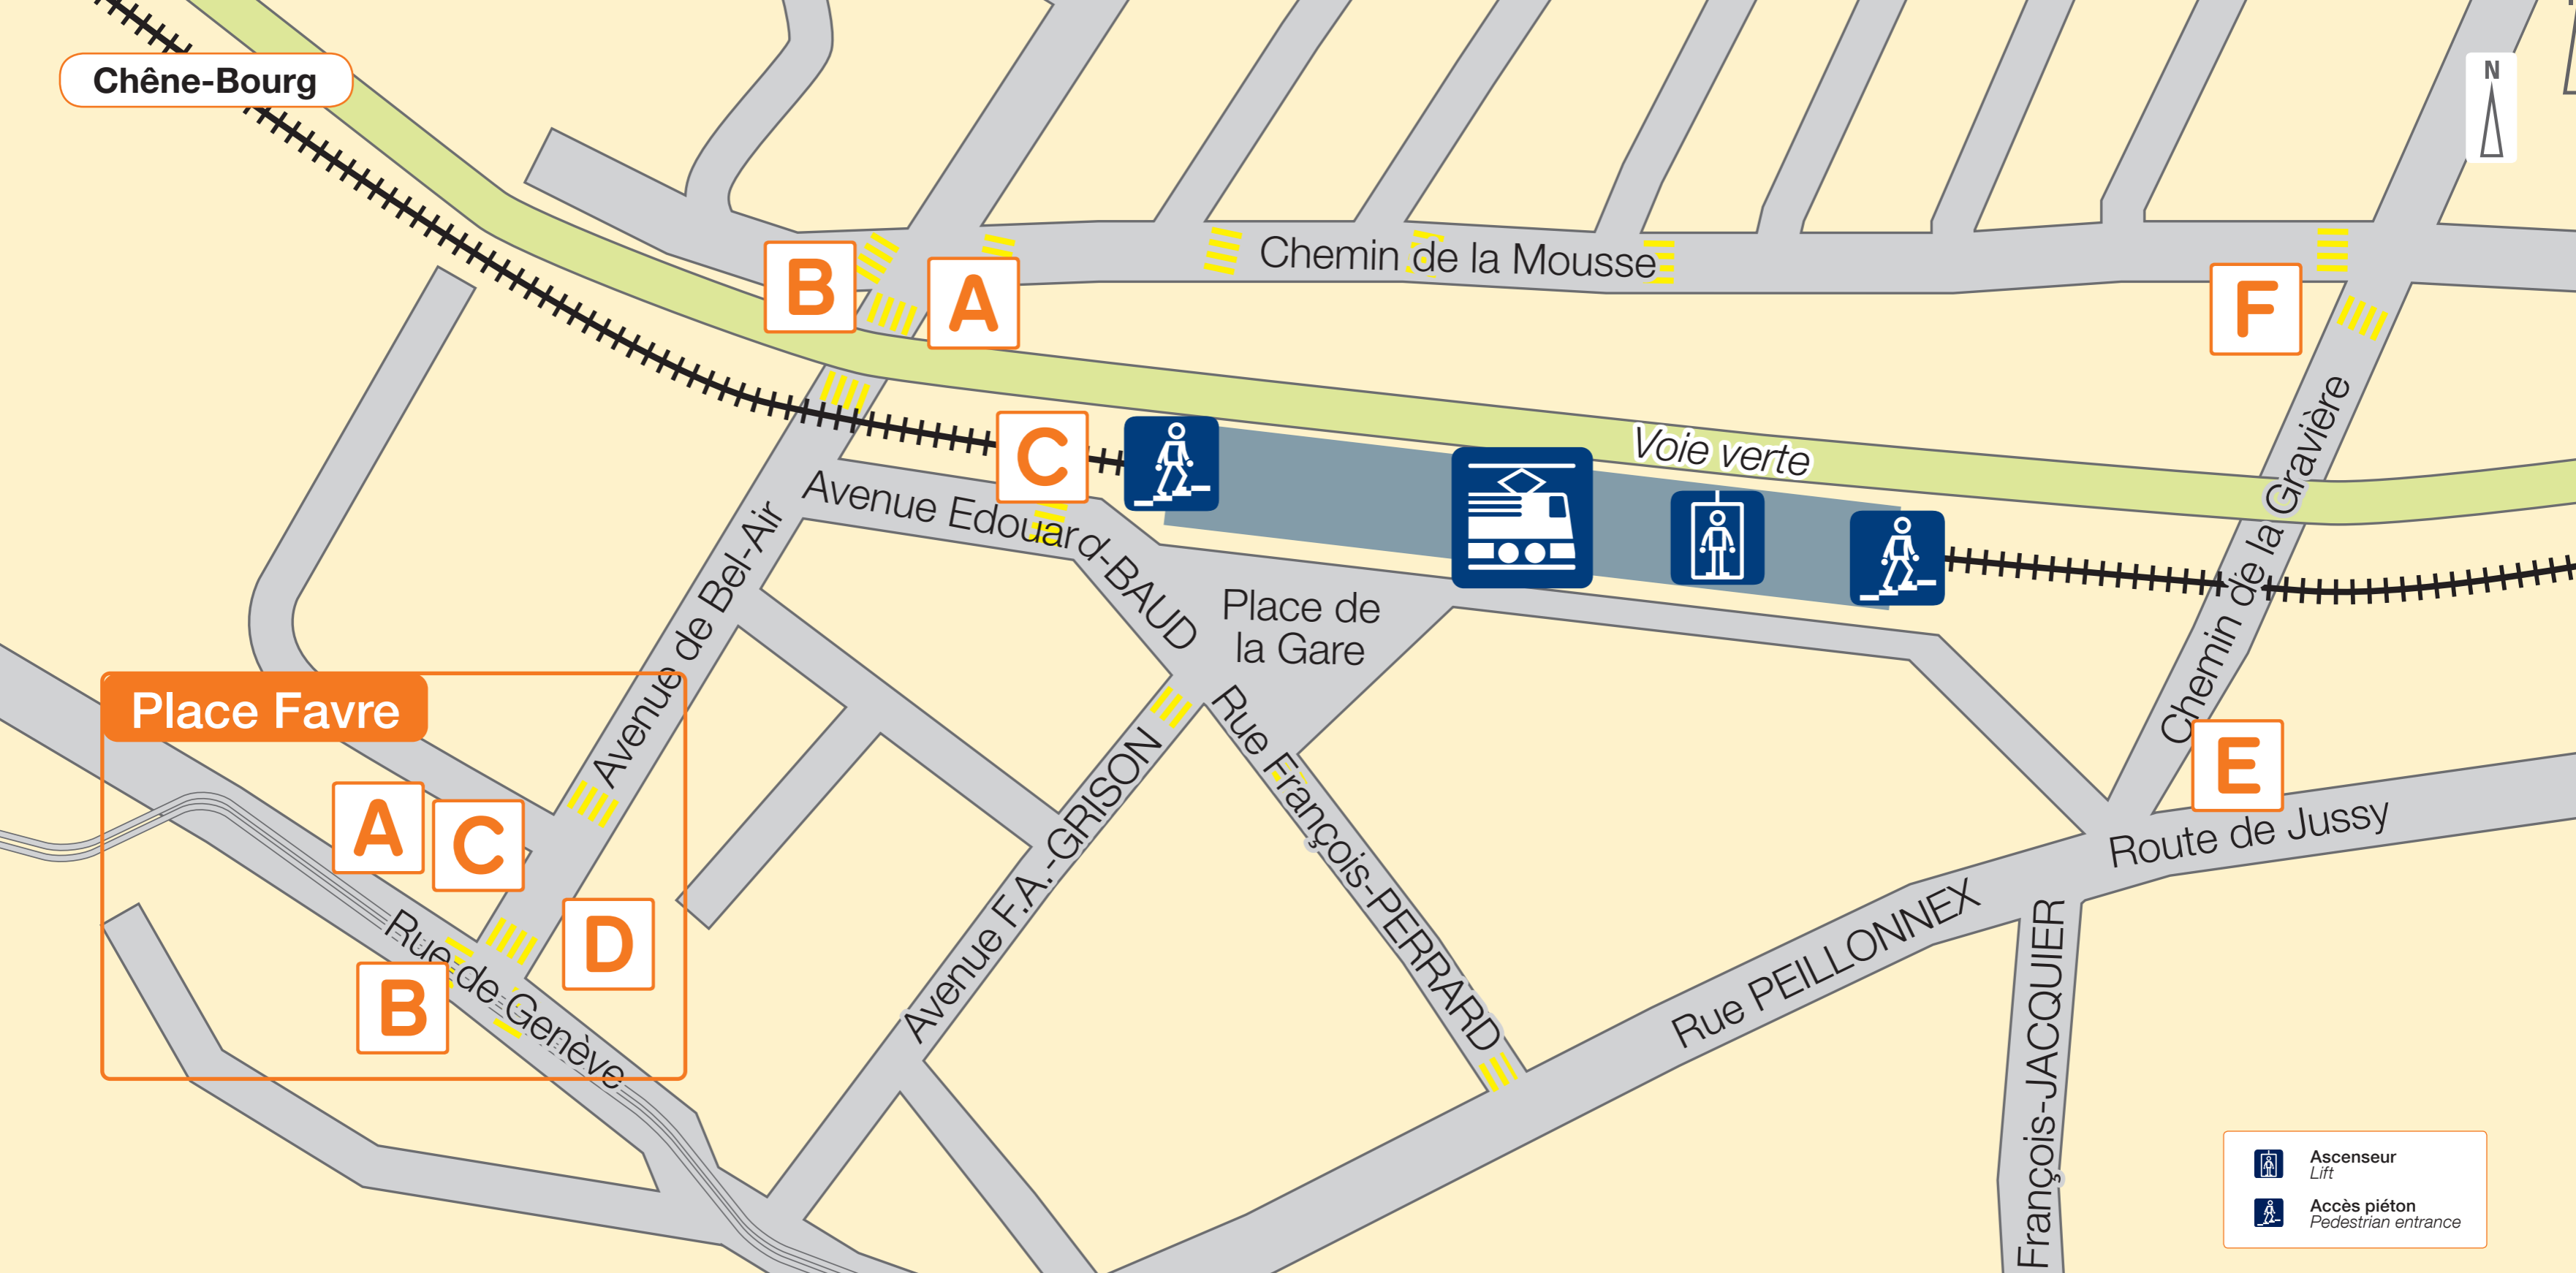 Chêne-Bourg
N
B
A
Chemin de la Mousse
F
C
Voie verte
Avenue Edouard-BAUD
Avenue de Bel-Air
Place de
la Gare
Chemin de la Gravière
Place Favre
A
C
D
B
Rue de Genève
Avenue F.A.-GRISON
Rue François-PERRARD
E
Route de Jussy
Rue PEILLONNEX
François-JACQUIER
Ascenseur
Lift
Accès piéton
Pedestrian entrance